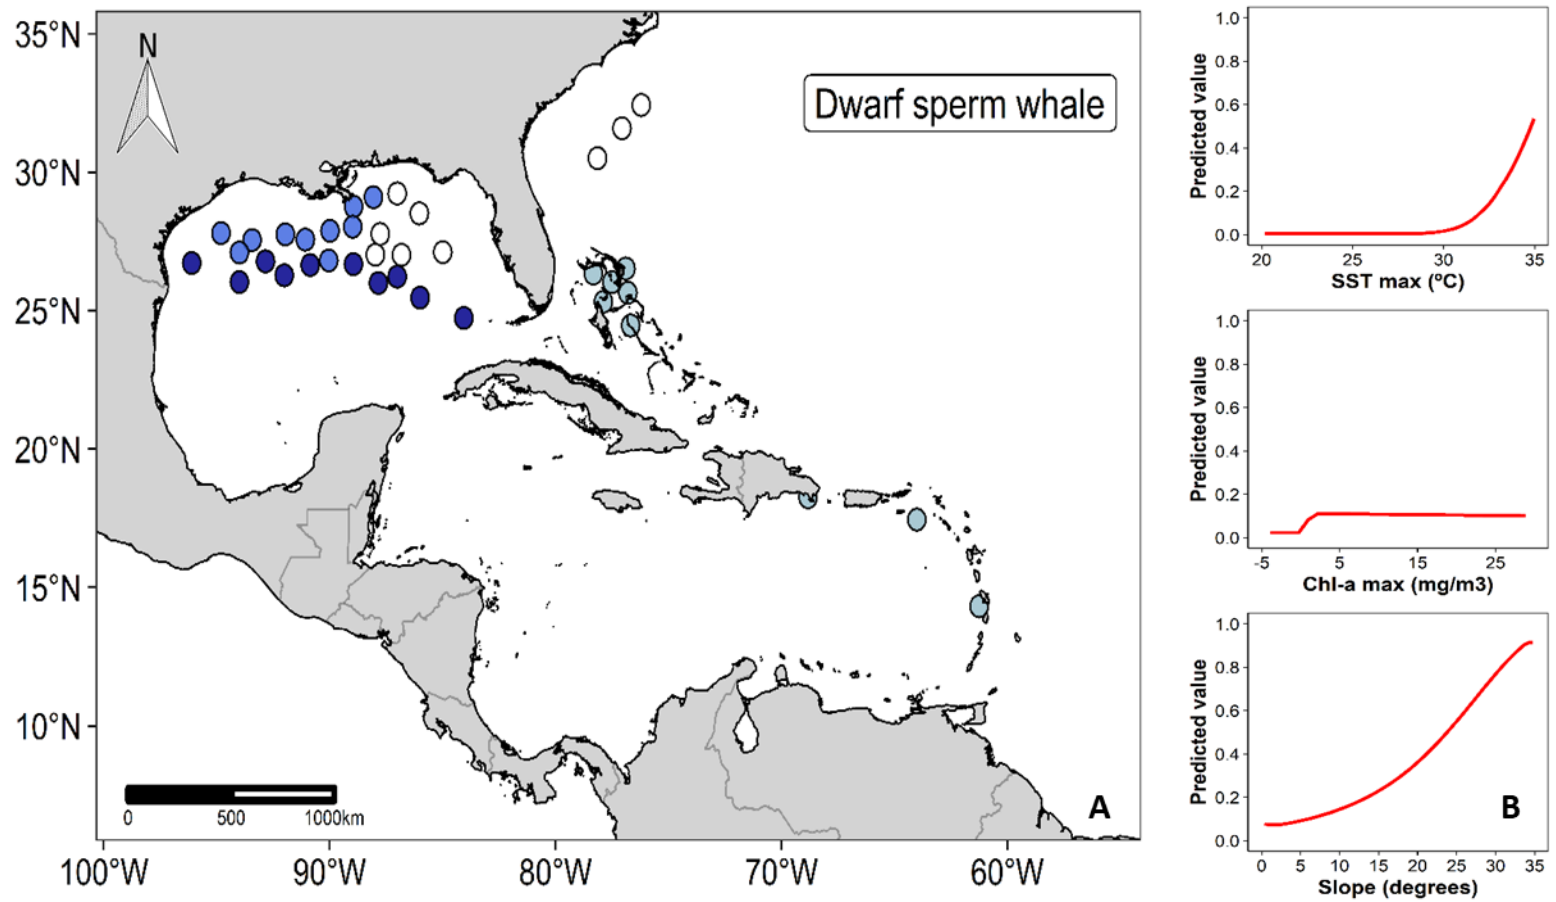 35°N
30°N
25°N
20°N
15°N
10°N
N
Dwarf sperm whale
0 500 1000km
A
100°W 90°W 80°W 70°W 60°W
Predicted value
1.0
0.8
0.6
0.4
0.2
0.0
20 25 30 35
SST max (ºC)
Predicted value
1.0
0.8
0.6
0.4
0.2
0.0
-5 5 15 25
Chl-a max (mg/m3)
Predicted value
1.0
0.8
0.6
0.4
0.2
0.0
B
0 5 10 15 20 25 30 35
Slope (degrees)